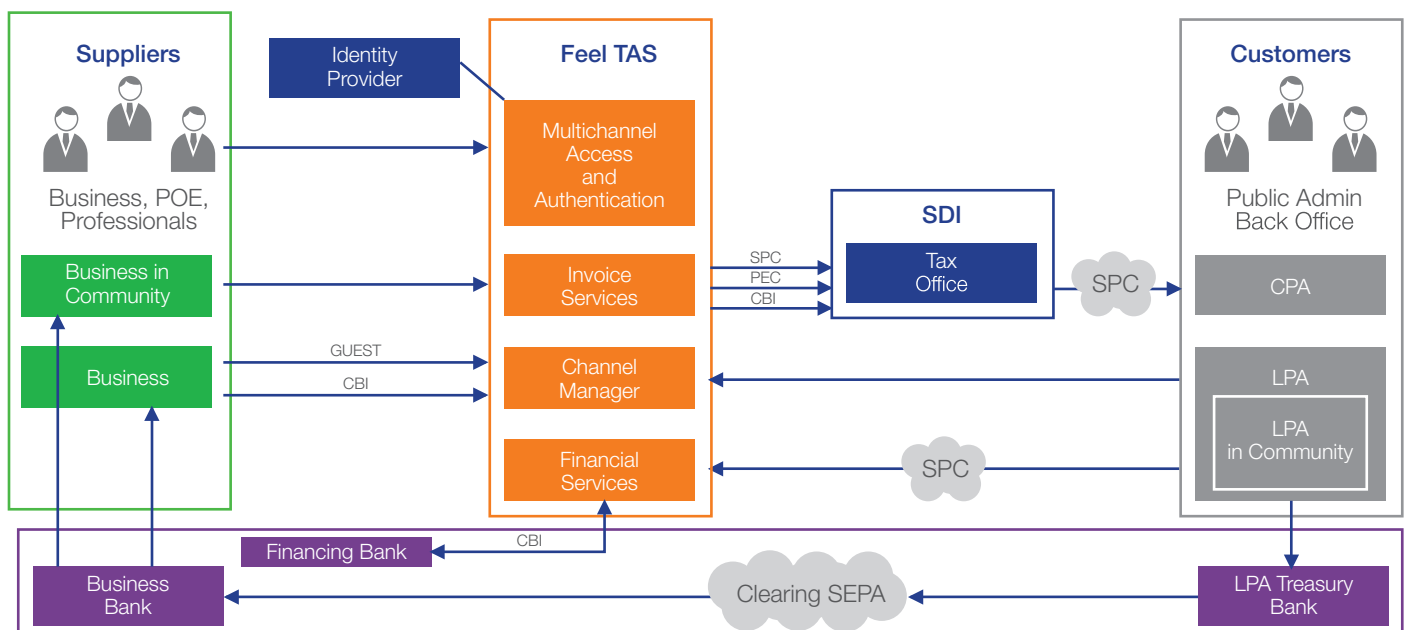 Suppliers
Business, POE,
Professionals
Business in
Community
Business
Identity
Provider
Feel TAS
Multichannel
Access
and
Authentication
Invoice
Services
GUEST
CBI
Channel
Manager
Financial
Services
SPC
PEC
CBI
SDI
Tax
Office
SPC
Customers
Public Admin
Back Office
CPA
LPA
LPA
in Community
SPC
Financing Bank
CBI
Business
Bank
Clearing SEPA
LPA Treasury
Bank